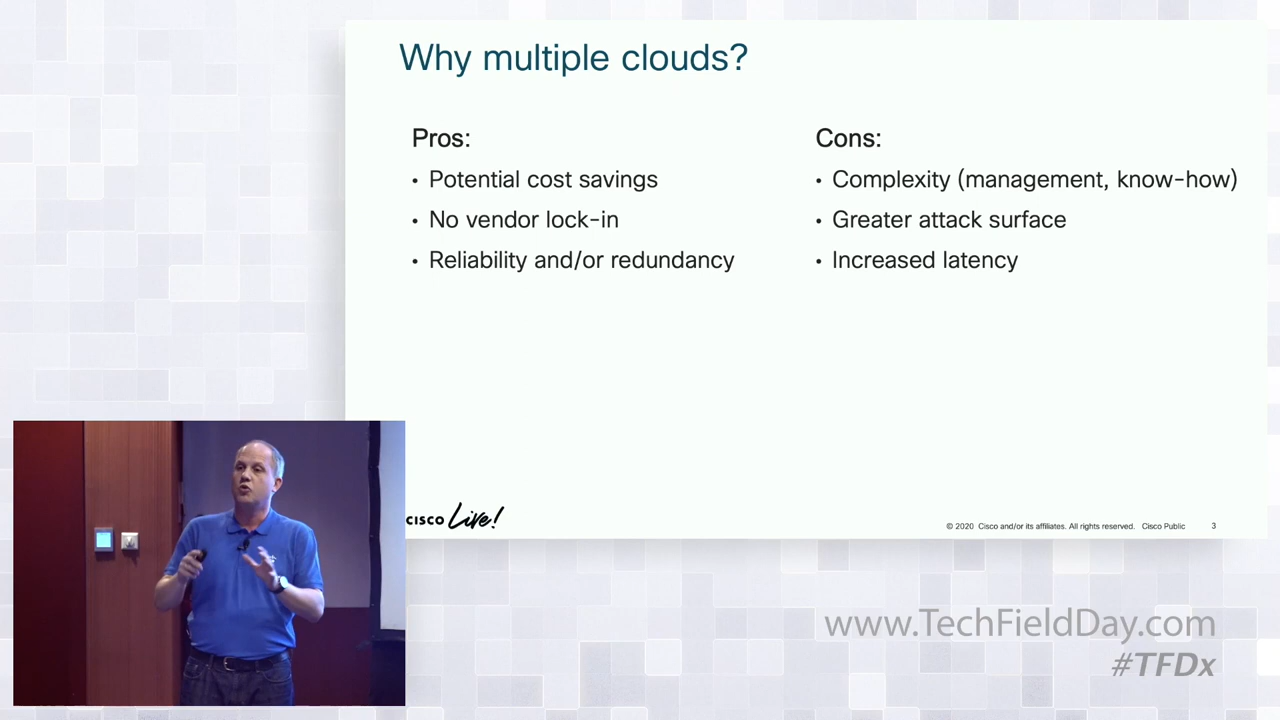 Why multiple clouds?
Pros:
• Potential cost savings
• No vendor lock-in
• Reliability and/or redundancy
Cons:
• Complexity (management, know-how)
• Greater attack surface
• Increased latency
CISCO Live!
© 2020 Cisco and/or its affiliates. All rights reserved. Cisco Public 3
www.TechFieldDay.com
#TFDx